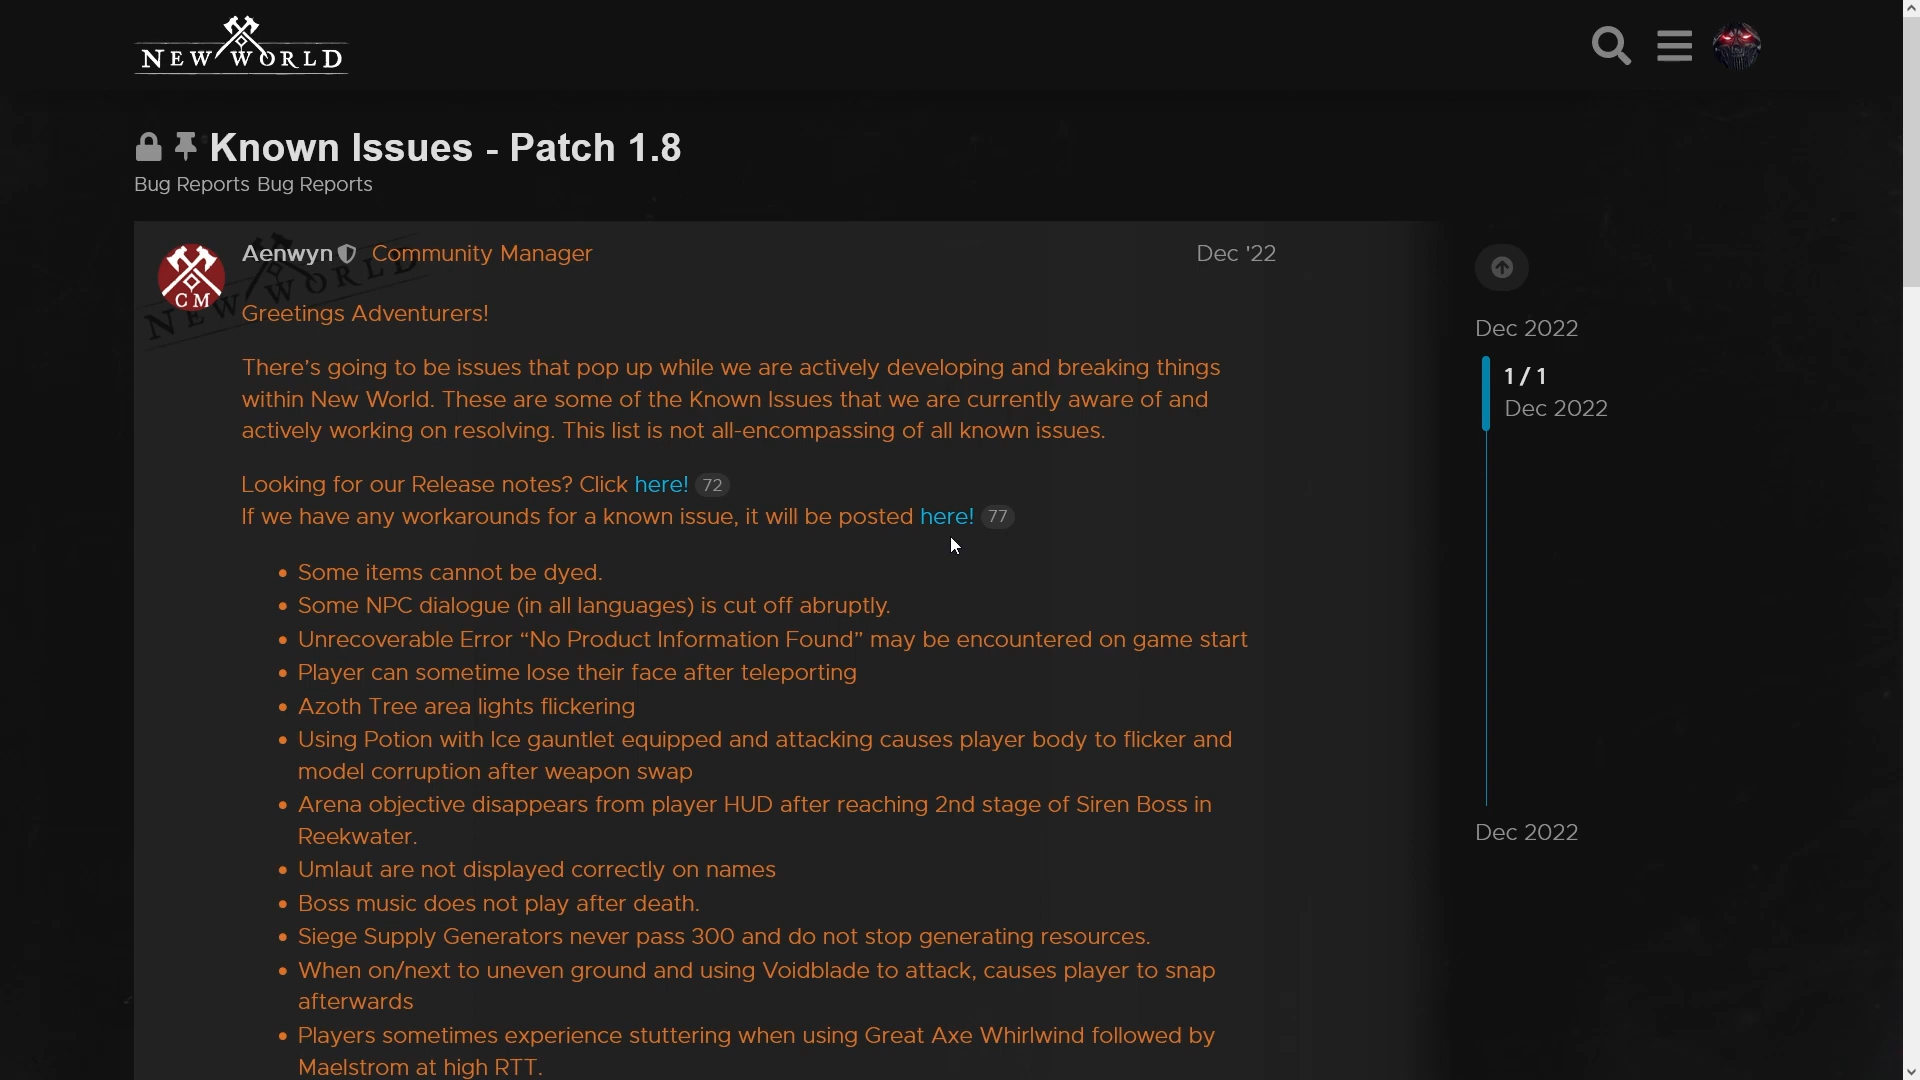 NEW WORLD
Known Issues - Patch 1.8
Bug Reports Bug Reports
Aenwyn Community Manager Dec '22
CM
NEW WORLD
Greetings Adventurers!
There's going to be issues that pop up while we are actively developing and breaking things
within New World. These are some of the Known Issues that we are currently aware of and
actively working on resolving. This list is not all-encompassing of all known issues.
Looking for our Release notes? Click here! 72
If we have any workarounds for a known issue, it will be posted here! 77
• Some items cannot be dyed.
• Some NPC dialogue (in all languages) is cut off abruptly.
• Unrecoverable Error “No Product Information Found” may be encountered on game start
• Player can sometime lose their face after teleporting
• Azoth Tree area lights flickering
• Using Potion with Ice gauntlet equipped and attacking causes player body to flicker and
model corruption after weapon swap
• Arena objective disappears from player HUD after reaching 2nd stage of Siren Boss in
Reekwater.
• Umlaut are not displayed correctly on names
• Boss music does not play after death.
• Siege Supply Generators never pass 300 and do not stop generating resources.
• When on/next to uneven ground and using Voidblade to attack, causes player to snap
afterwards
• Players sometimes experience stuttering when using Great Axe Whirlwind followed by
Maelstrom at high RTT.
Dec 2022
1 / 1
Dec 2022
Dec 2022